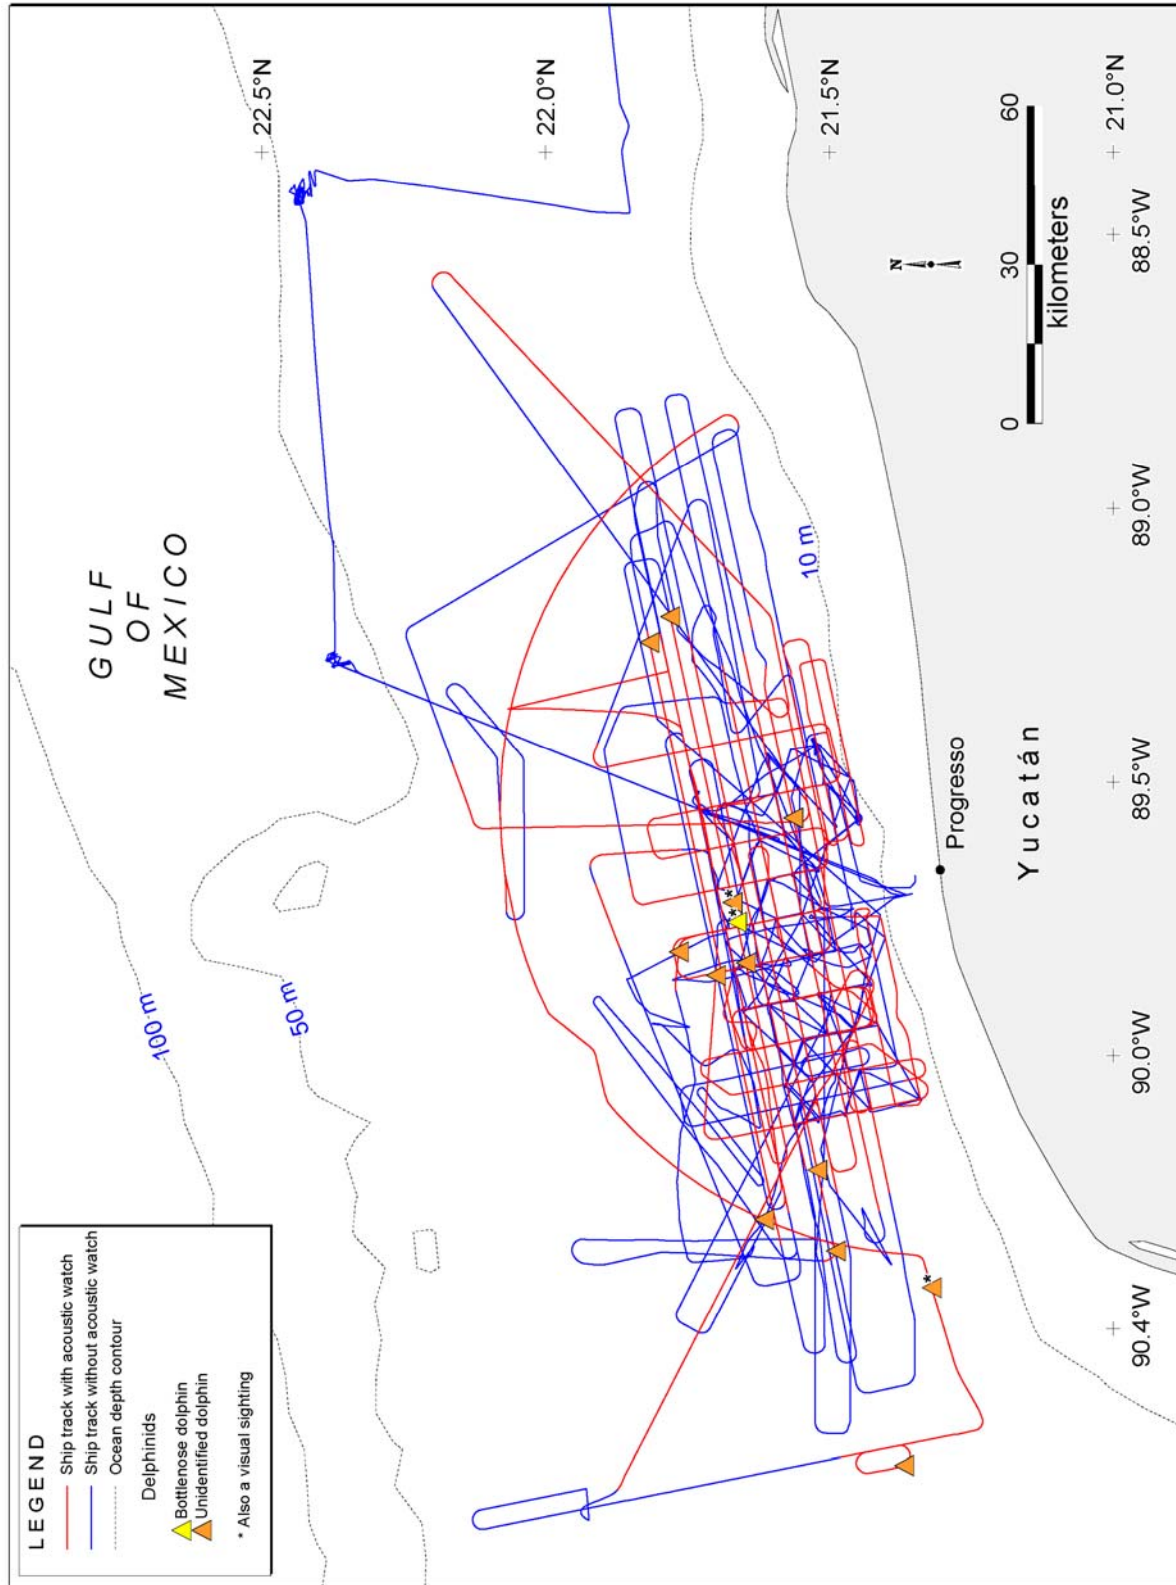 GULF
OF
MEXICO
22.5°N
22.0°N
21.5°N
21.0°N
100 m
50 m
10 m
N
0 30 60
kilometers
Progresso
Yucatán
90.4°W
90.0°W
89.5°W
89.0°W
88.5°W
LEGEND
Ship track with acoustic watch
Ship track without acoustic watch
Ocean depth contour
Delphinids
Bottlenose dolphin
Unidentified dolphin
* Also a visual sighting
*
*
*